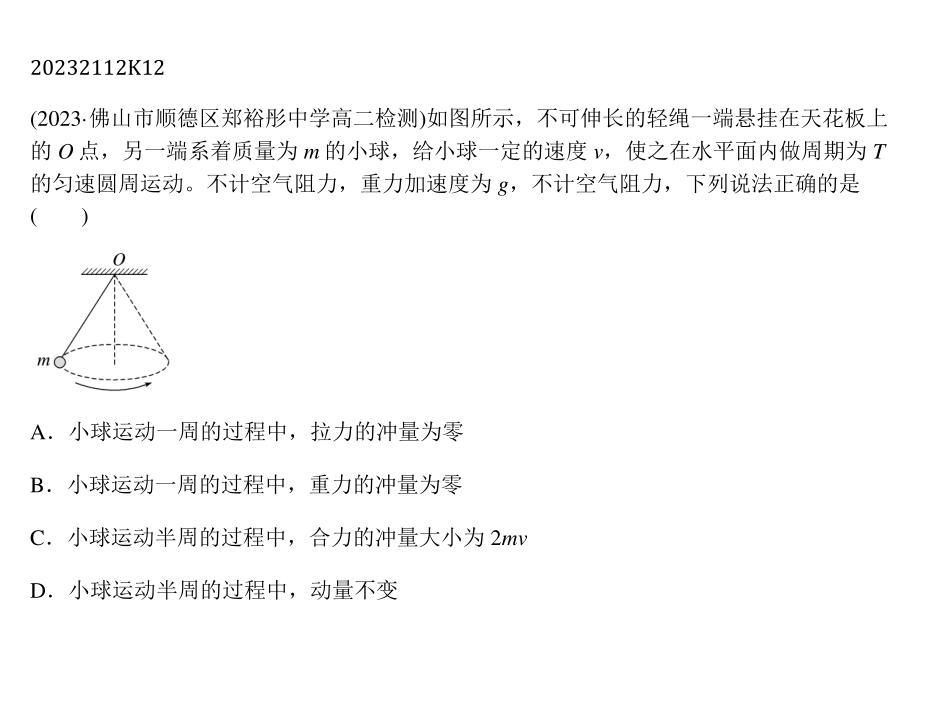 20232112K12
(2023·佛山市顺德区郑裕彤中学高二检测)如图所示，不可伸长的轻绳一端悬挂在天花板上
的 O 点，另一端系着质量为 m 的小球，给小球一定的速度 v，使之在水平面内做周期为 T
的匀速圆周运动。不计空气阻力，重力加速度为 g，不计空气阻力，下列说法正确的是
(　　)
O
m
A．小球运动一周的过程中，拉力的冲量为零
B．小球运动一周的过程中，重力的冲量为零
C．小球运动半周的过程中，合力的冲量大小为 2mv
D．小球运动半周的过程中，动量不变